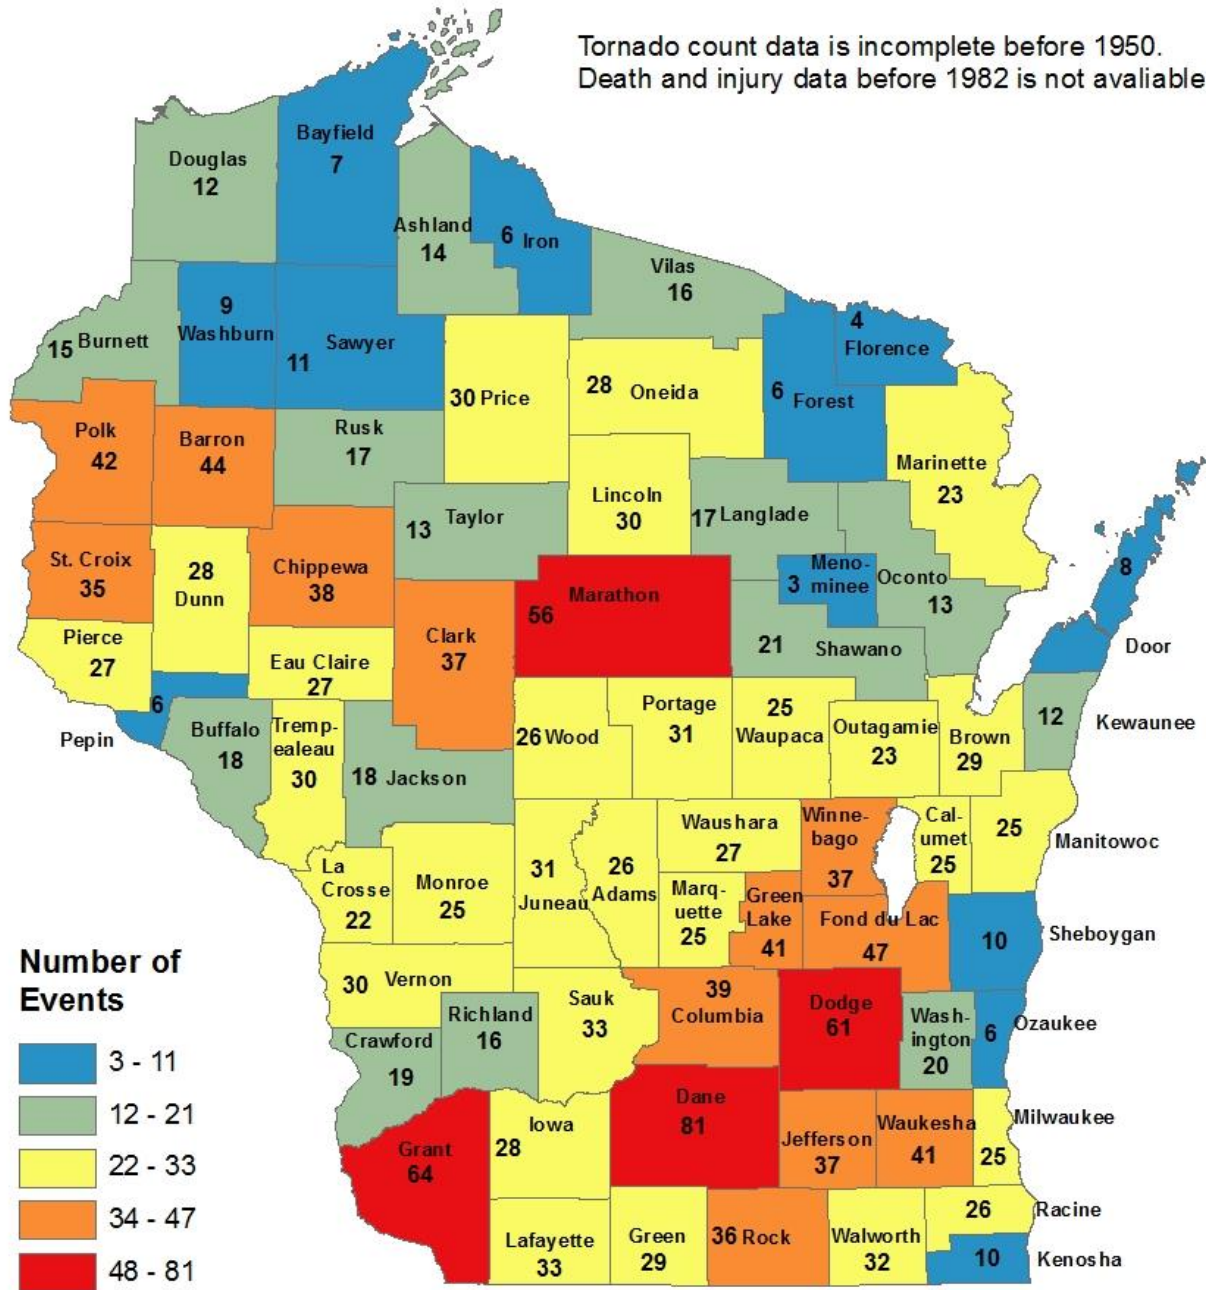 Tornado count data is incomplete before 1950.
Death and injury data before 1982 is not avaliable
Bayfield
7
Douglas
12
Ashland
14
6 Iron
Vilas
16
9
Washburn
15 Burnett
11 Sawyer
4
Florence
30 Price
28 Oneida
6 Forest
Polk
42
Barron
44
Rusk
17
Marinette
23
Lincoln
30
17 Langlade
13 Taylor
St. Croix
35
28
Dunn
Chippewa
38
56 Marathon
3 Meno-
minee
Oconto
13
8
Door
Pierce
27
Eau Claire
27
Clark
37
21 Shawano
6
Pepin
Buffalo
18
Tremp-
ealeau
30
18 Jackson
26 Wood
Portage
31
25
Waupaca
Outagamie
23
Brown
29
12
Kewaunee
La
Crosse
22
Monroe
25
31
Juneau
26
Adams
Waushara
27
Winne-
bago
37
Cal-
umet
25
25
Manitowoc
Marq-
uette
25
Green
Lake
41
Fond du Lac
47
10
Sheboygan
30 Vernon
Richland
16
Sauk
33
39
Columbia
Dodge
61
Wash-
ington
20
6
Ozaukee
Crawford
19
Grant
64
28
Iowa
Dane
81
Jefferson
37
Waukesha
41
25
Milwaukee
Lafayette
33
Green
29
36 Rock
Walworth
32
26
Racine
10
Kenosha
Number of
Events
3 - 11
12 - 21
22 - 33
34 - 47
48 - 81